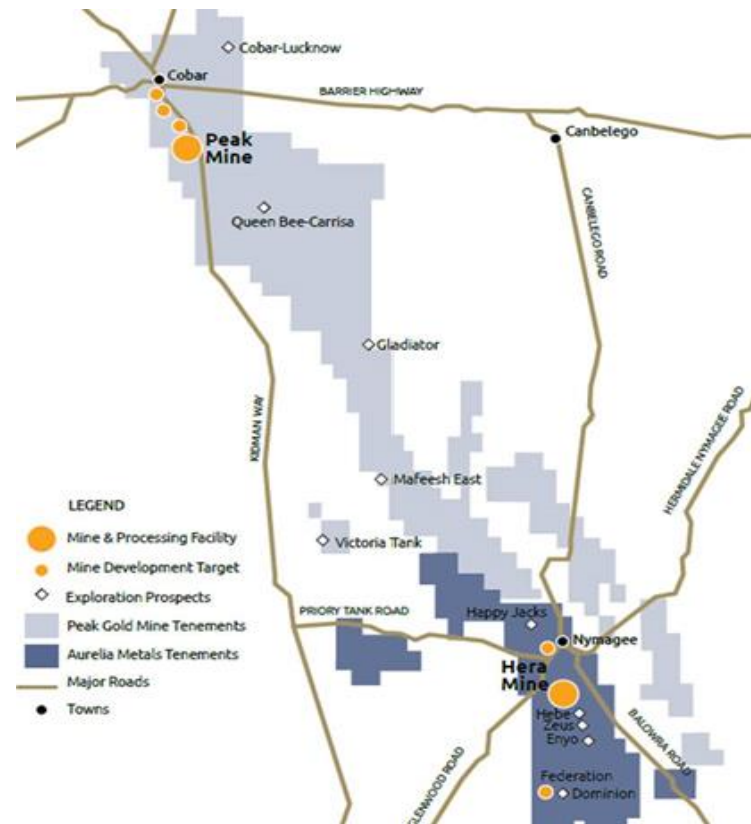 Cobar-Lucknow
Cobar
BARRIER HIGHWAY
Canbelego
Peak
Mine
Queen Bee-Carrisa
CANBELEGO ROAD
Gladiator
KIDMAN WAY
HERMIDALE NYMAGEE ROAD
Mafeesh East
LEGEND
Mine & Processing Facility
Mine Development Target
Exploration Prospects
Peak Gold Mine Tenements
Aurelia Metals Tenements
Major Roads
Towns
Victoria Tank
PRIORY TANK ROAD
Happy Jacks
Nymagee
Hera
Mine
Hebe
Zeus
Enyo
BALOWRA ROAD
GLENWOOD ROAD
Federation
Dominion